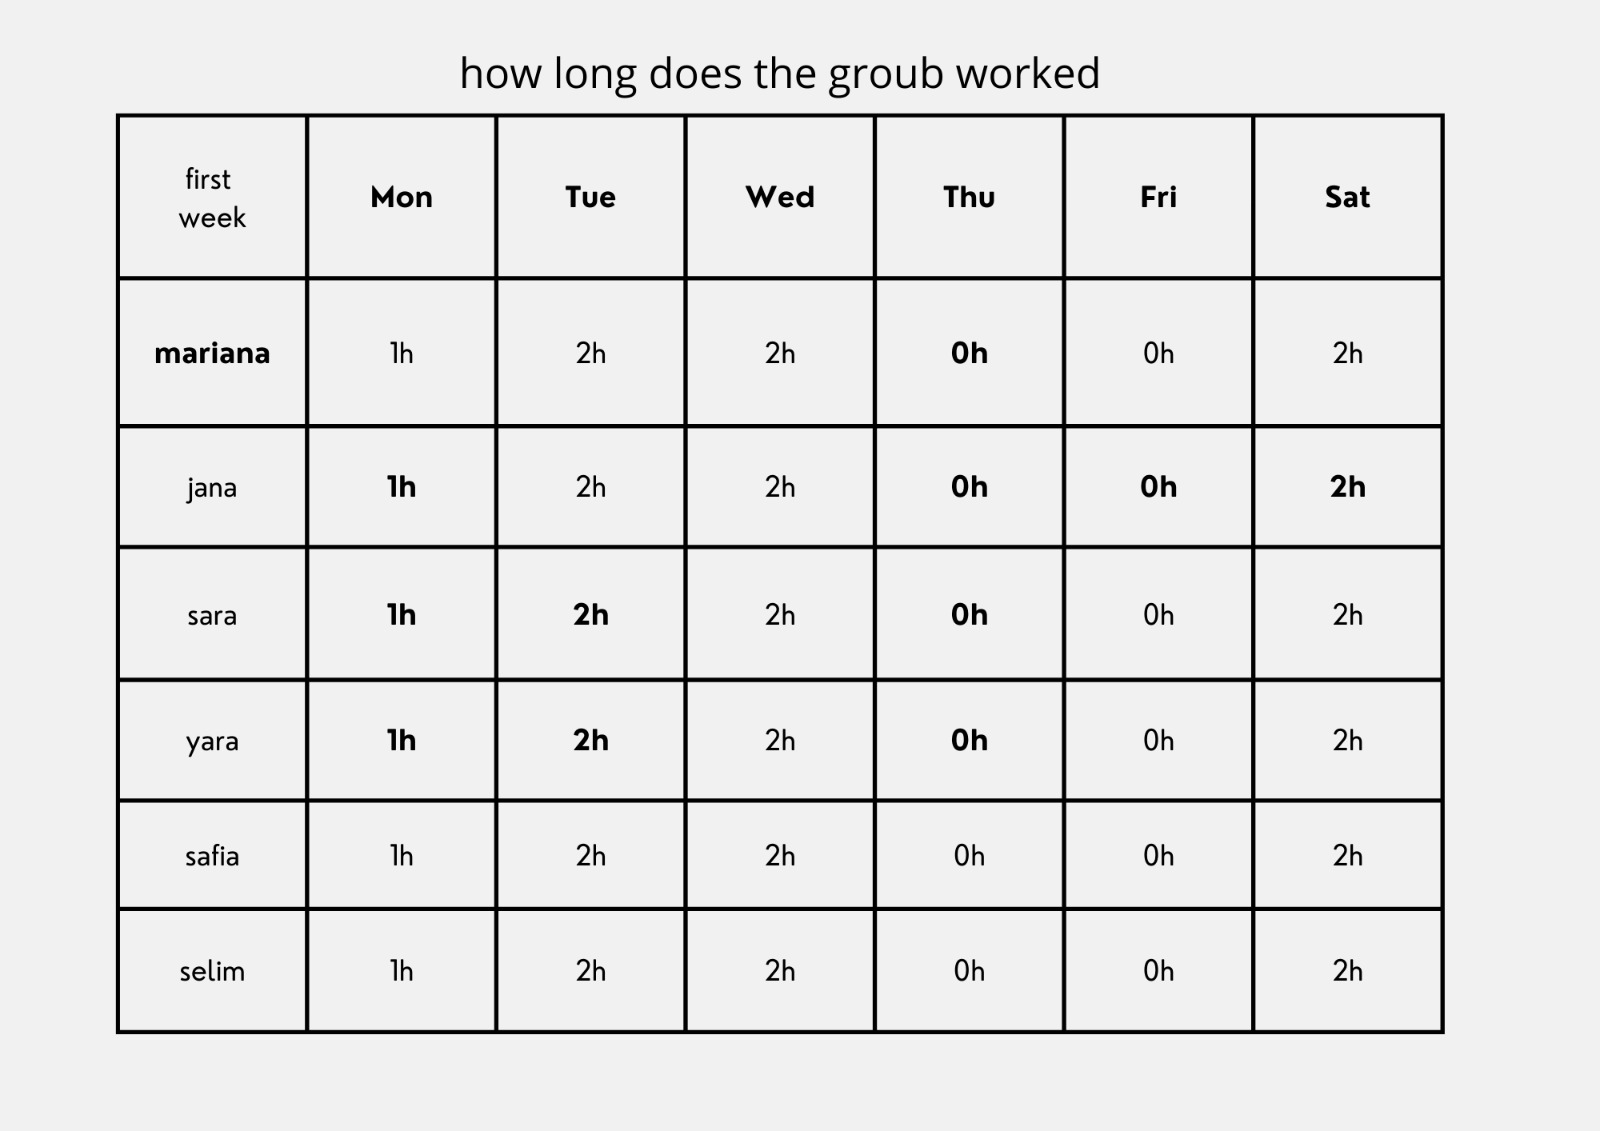 how long does the groub worked
first
week
Mon Tue Wed Thu Fri Sat
mariana 1h 2h 2h 0h 0h 2h
jana 1h 2h 2h 0h 0h 2h
sara 1h 2h 2h 0h 0h 2h
yara 1h 2h 2h 0h 0h 2h
safia 1h 2h 2h 0h 0h 2h
selim 1h 2h 2h 0h 0h 2h